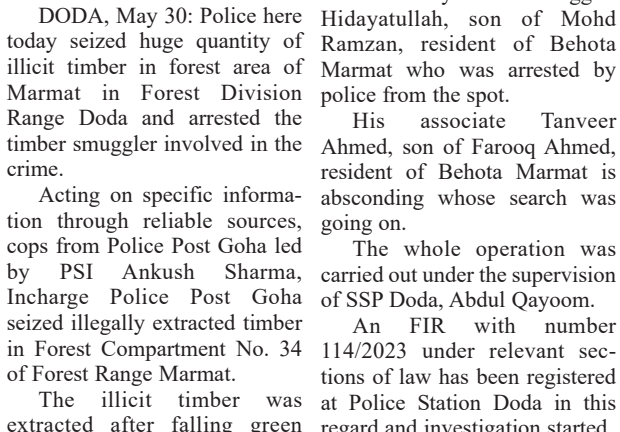 DODA, May 30: Police here
today seized huge quantity of
illicit timber in forest area of
Marmat in Forest Division
Range Doda and arrested the
timber smuggler involved in the
crime.
Acting on specific informa-
tion through reliable sources,
cops from Police Post Goha led
by PSI Ankush Sharma,
Incharge Police Post Goha
seized illegally extracted timber
in Forest Compartment No. 34
of Forest Range Marmat.
The illicit timber was
extracted after falling green
Hidayatullah, son of Mohd
Ramzan, resident of Behota
Marmat who was arrested by
police from the spot.
His associate Tanveer
Ahmed, son of Farooq Ahmed,
resident of Behota Marmat is
absconding whose search was
going on.
The whole operation was
carried out under the supervision
of SSP Doda, Abdul Qayoom.
An FIR with number
114/2023 under relevant sec-
tions of law has been registered
at Police Station Doda in this
regard and investigation started.